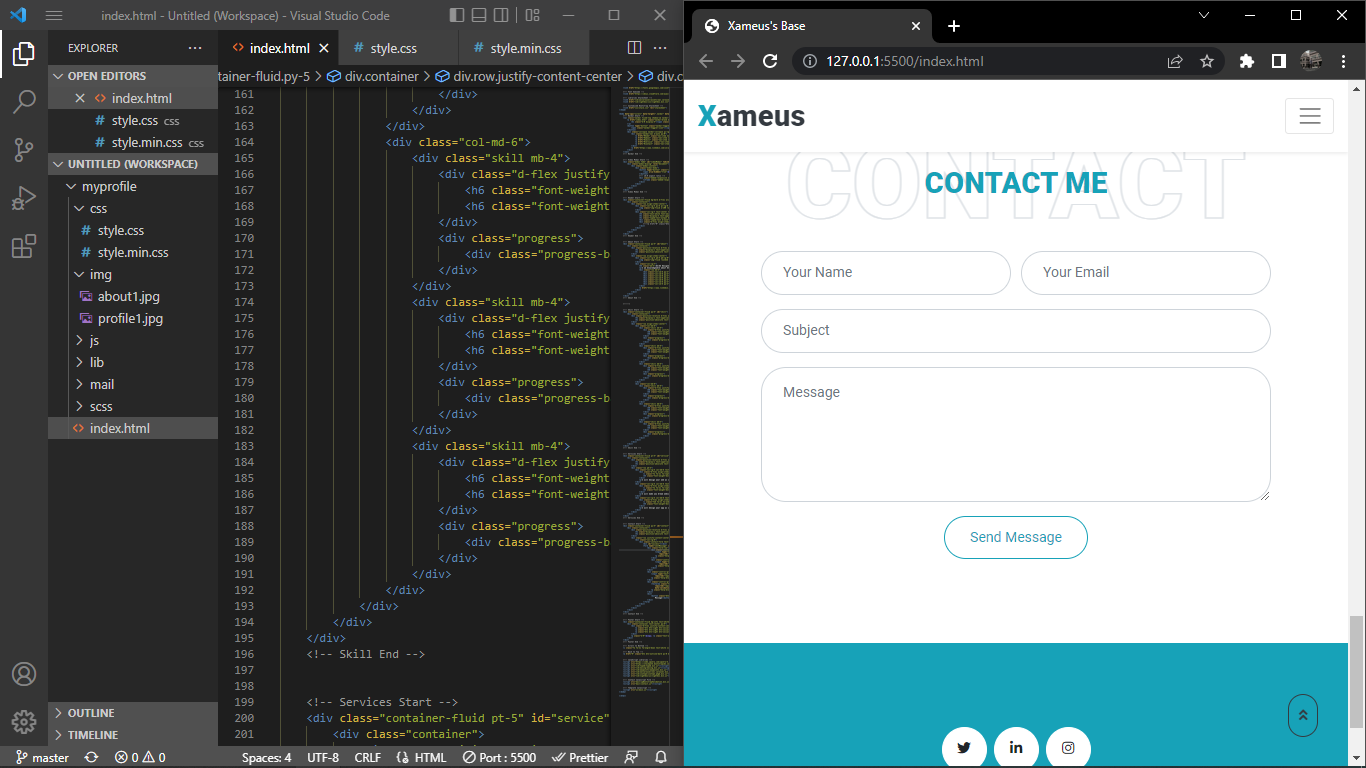 index.html - Untitled (Workspace) - Visual Studio Code
EXPLORER
OPEN EDITORS
index.html
style.css css
style.min.css css
UNTITLED (WORKSPACE)
myprofile
css
style.css
style.min.css
img
about1.jpg
profile1.jpg
js
lib
mail
scss
index.html
OUTLINE
TIMELINE
index.html
style.css
style.min.css
tainer-fluid.py-5 > div.container > div.row.justify-content-center > div.c
161 </div>
162 </div>
163 </div>
164 <div class="col-md-6">
165 <div class="skill mb-4">
166 <div class="d-flex justify
167 <h6 class="font-weight
168 <h6 class="font-weight
169 </div>
170 <div class="progress">
171 <div class="progress-b
172 </div>
173 </div>
174 <div class="skill mb-4">
175 <div class="d-flex justify
176 <h6 class="font-weight
177 <h6 class="font-weight
178 </div>
179 <div class="progress">
180 <div class="progress-b
181 </div>
182 </div>
183 <div class="skill mb-4">
184 <div class="d-flex justify
185 <h6 class="font-weight
186 <h6 class="font-weight
187 </div>
188 <div class="progress">
189 <div class="progress-b
190 </div>
191 </div>
192 </div>
193 </div>
194 </div>
195 </div>
196 <!-- Skill End -->
197
198
199 <!-- Services Start -->
200 <div class="container-fluid pt-5" id="service"
201 <div class="container">
master 0 0 Spaces: 4 UTF-8 CRLF HTML Port : 5500 Prettier
Xameus's Base
127.0.0.1:5500/index.html
Xameus
CONTACT
CONTACT ME
Your Name
Your Email
Subject
Message
Send Message